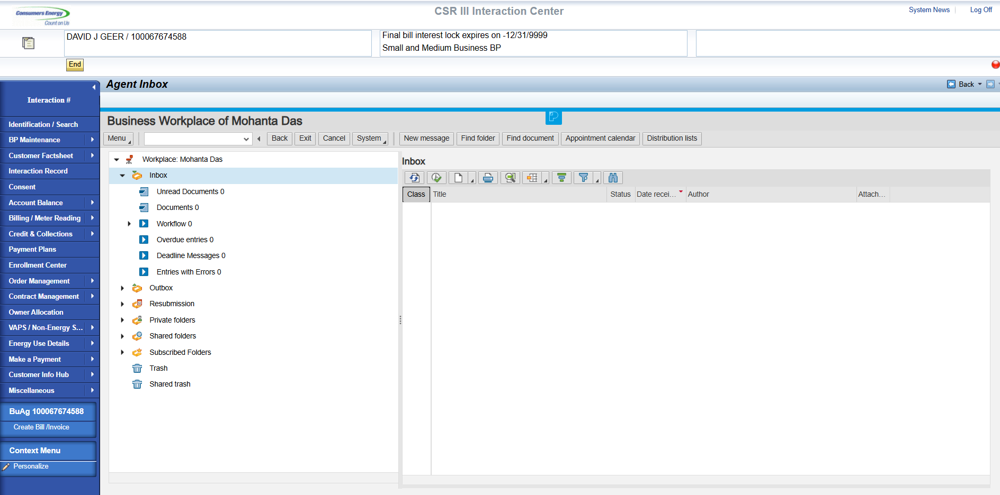 Consumers Energy
Count on Us
CSR III Interaction Center
System News
Log Off
DAVID J GEER / 100067674588
Final bill interest lock expires on -12/31/9999
Small and Medium Business BP
End
Agent Inbox
Back
Interaction #
Identification / Search
BP Maintenance
Customer Factsheet
Interaction Record
Consent
Account Balance
Billing / Meter Reading
Credit & Collections
Payment Plans
Enrollment Center
Order Management
Contract Management
Owner Allocation
VAPS / Non-Energy S...
Energy Use Details
Make a Payment
Customer Info Hub
Miscellaneous
BuAg 100067674588
Create Bill /Invoice
Context Menu
Personalize
Business Workplace of Mohanta Das
Menu
Back
Exit
Cancel
System
New message
Find folder
Find document
Appointment calendar
Distribution lists
Workplace: Mohanta Das
Inbox
Unread Documents 0
Documents 0
Workflow 0
Overdue entries 0
Deadline Messages 0
Entries with Errors 0
Outbox
Resubmission
Private folders
Shared folders
Subscribed Folders
Trash
Shared trash
Inbox
Class
Title
Status
Date recei...
Author
Attach...